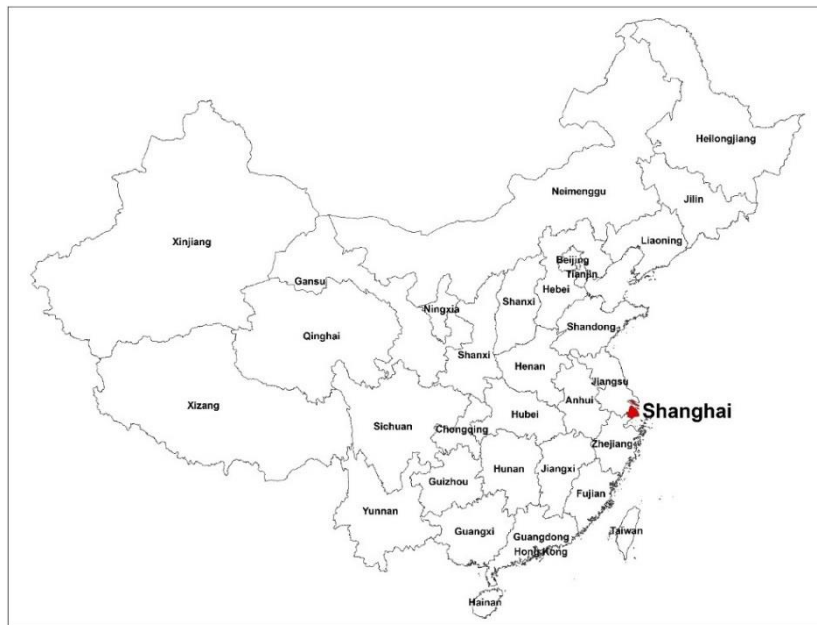 Heilongjiang
Neimenggu
Jilin
Xinjiang
Liaoning
Beijing
Tianjin
Gansu
Hebei
Shanxi
Ningxia
Shandong
Qinghai
Shanxi
Henan
Jiangsu
Xizang
Anhui
Shanghai
Hubei
Sichuan
Chongqing
Zhejiang
Hunan
Jiangxi
Guizhou
Fujian
Yunnan
Guangxi
Guangdong
Taiwan
Hong Kong
Hainan